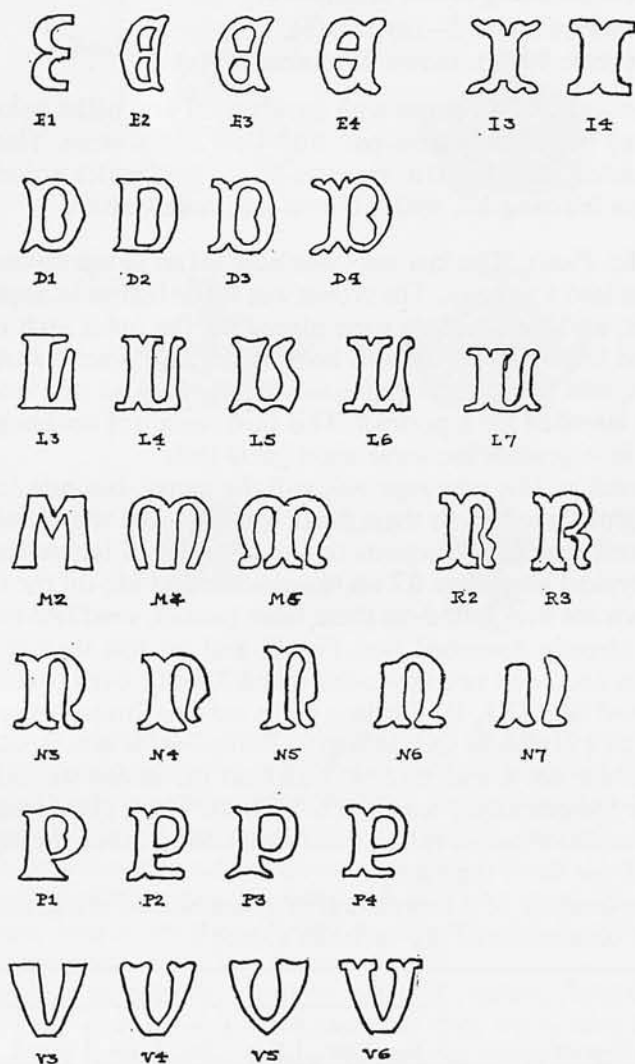 E E E E I I
E1 E2 E3 E4 I3 I4
D D D D
D1 D2 D3 D4
L L L L L
L3 L4 L5 L6 L7
M M M R R
M2 M4 M5 R2 R3
N N N N N
N3 N4 N5 N6 N7
P P P P
P1 P2 P3 P4
V V V V
V3 V4 V5 V6